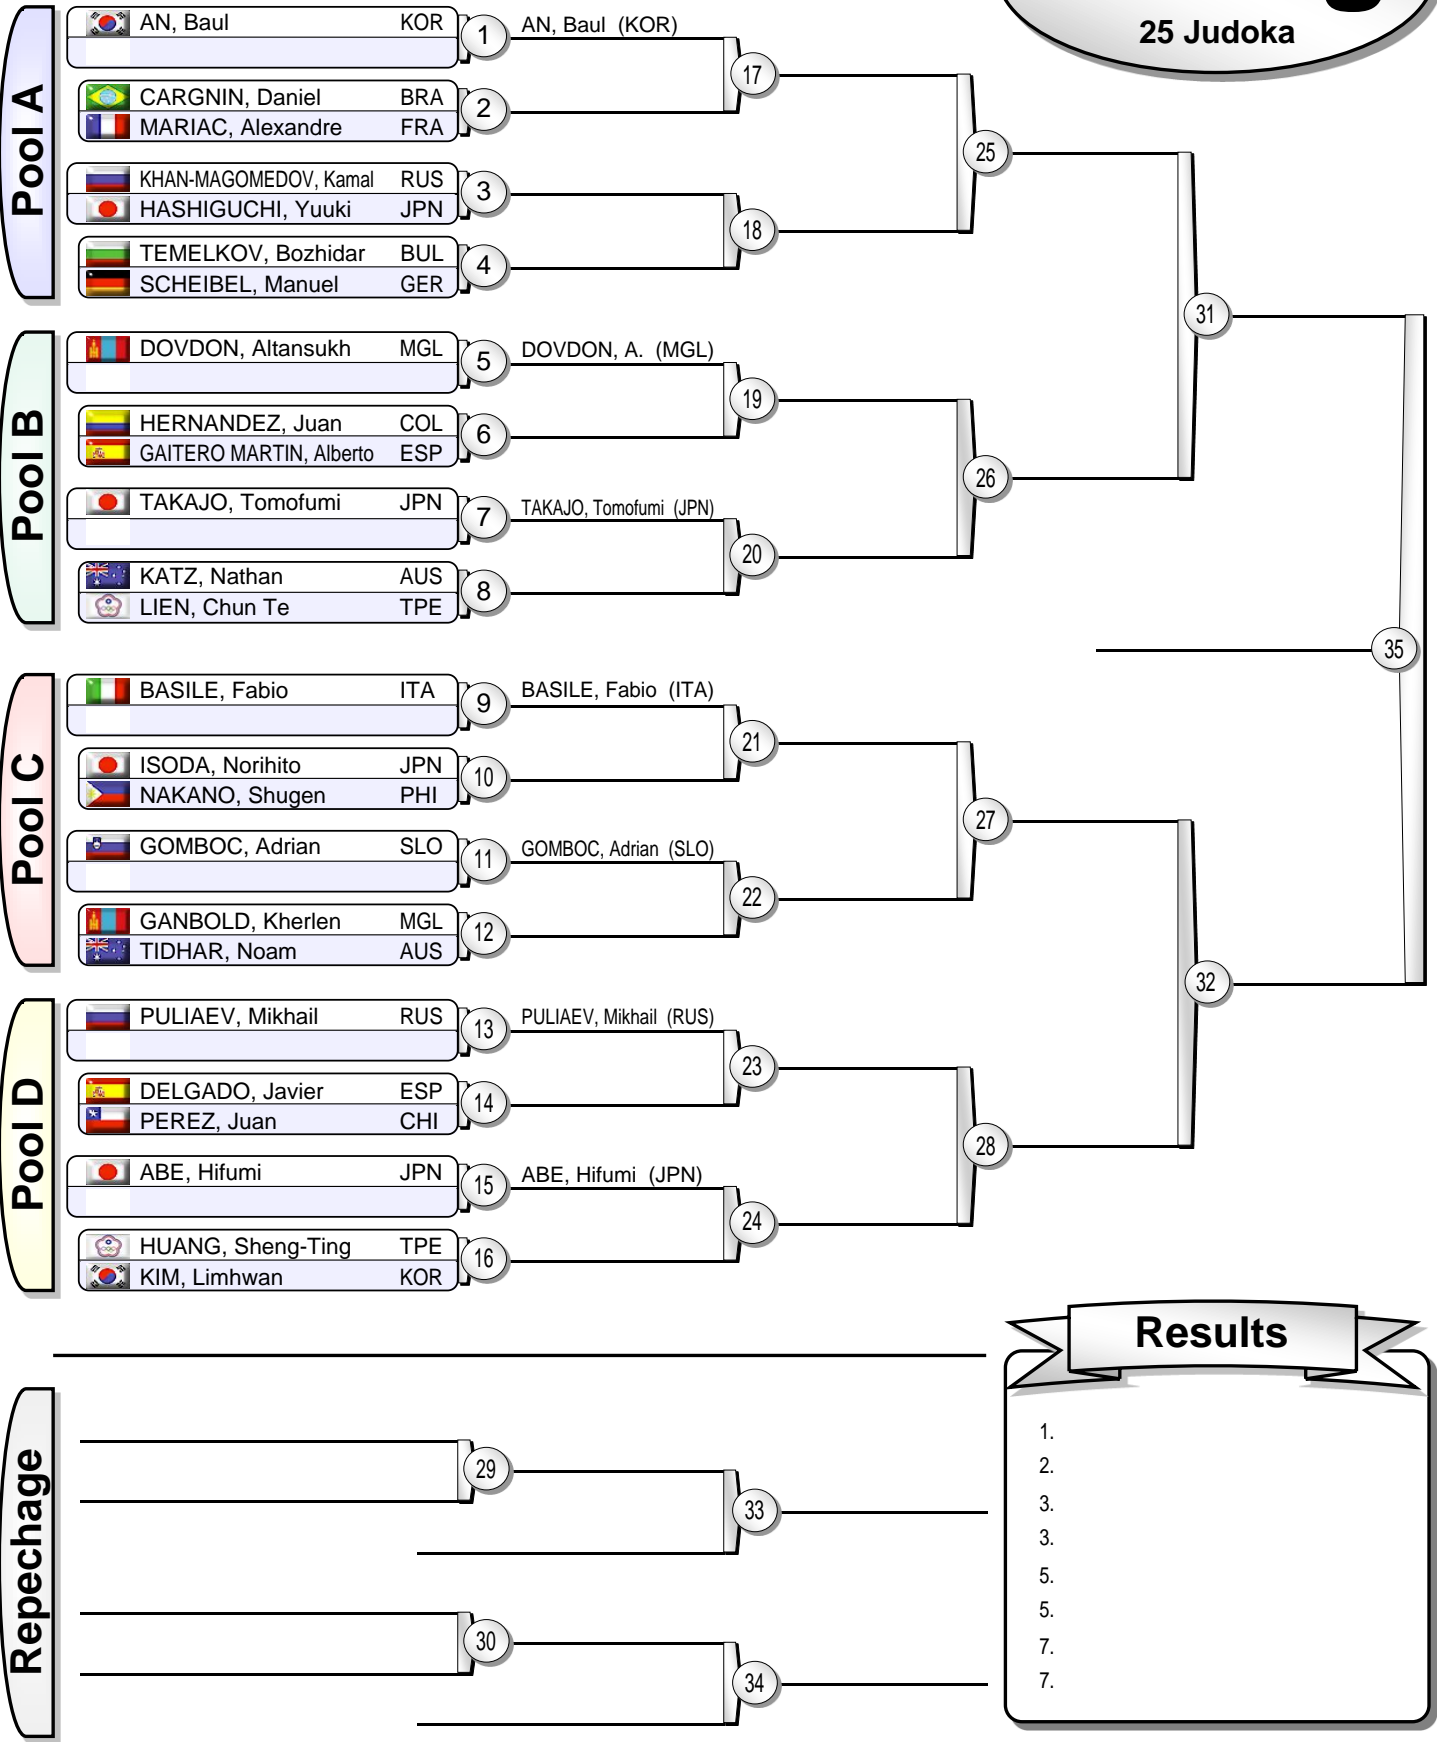 25 Judoka
Pool A
AN, Baul KOR 1 AN, Baul (KOR)
17
CARGNIN, Daniel BRA 2
MARIAC, Alexandre FRA
25
KHAN-MAGOMEDOV, Kamal RUS 3
HASHIGUCHI, Yuuki JPN
18
TEMELKOV, Bozhidar BUL 4
SCHEIBEL, Manuel GER
31
Pool B
DOVDON, Altansukh MGL 5 DOVDON, A. (MGL)
19
HERNANDEZ, Juan COL 6
GAITERO MARTIN, Alberto ESP
26
TAKAJO, Tomofumi JPN 7 TAKAJO, Tomofumi (JPN)
20
KATZ, Nathan AUS 8
LIEN, Chun Te TPE
35
Pool C
BASILE, Fabio ITA 9 BASILE, Fabio (ITA)
21
ISODA, Norihito JPN 10
NAKANO, Shugen PHI
27
GOMBOC, Adrian SLO 11 GOMBOC, Adrian (SLO)
22
GANBOLD, Kherlen MGL 12
TIDHAR, Noam AUS
32
Pool D
PULIAEV, Mikhail RUS 13 PULIAEV, Mikhail (RUS)
23
DELGADO, Javier ESP 14
PEREZ, Juan CHI
28
ABE, Hifumi JPN 15 ABE, Hifumi (JPN)
24
HUANG, Sheng-Ting TPE 16
KIM, Limhwan KOR
Repechage
29
33
30
34
Results
1.
2.
3.
3.
5.
5.
7.
7.